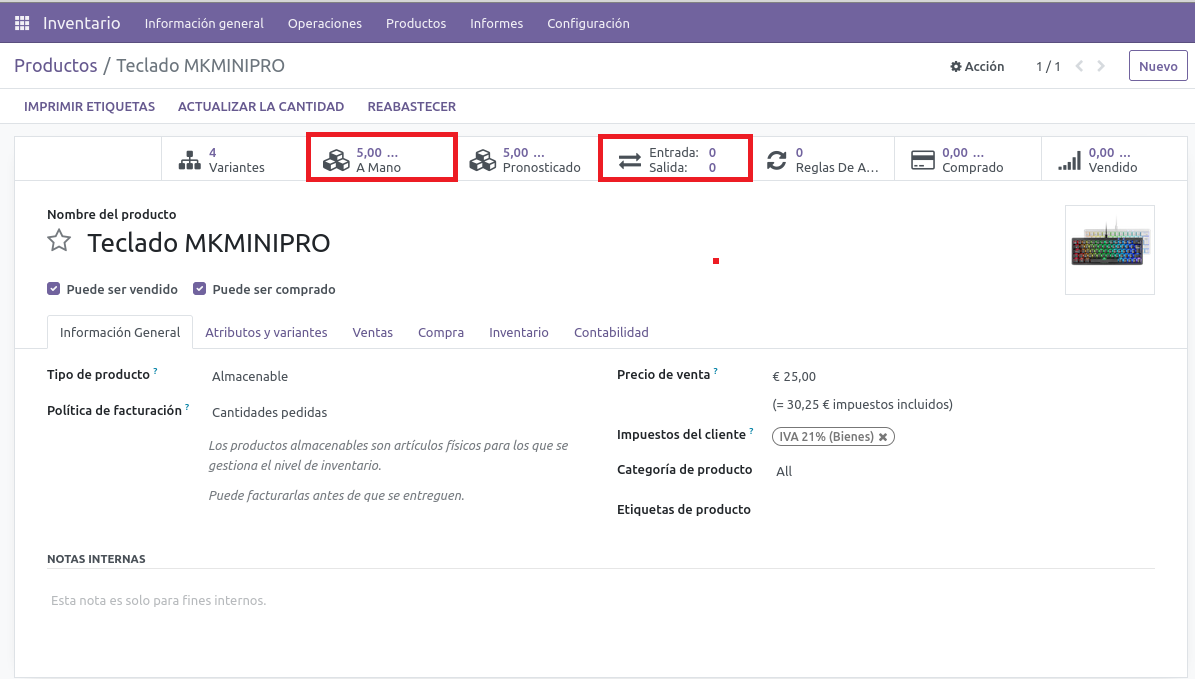 Inventario Información general Operaciones Productos Informes Configuración
Productos / Teclado MKMINIPRO Acción 1 / 1 Nuevo
IMPRIMIR ETIQUETAS ACTUALIZAR LA CANTIDAD REABASTECER
4 5,00 ... 5,00 ... Entrada: 0 0 0,00 ... 0,00 ...
Variantes A Mano Pronosticado Salida: 0 Reglas De A... Comprado Vendido
Nombre del producto
Teclado MKMINIPRO
Puede ser vendido Puede ser comprado
Información General Atributos y variantes Ventas Compra Inventario Contabilidad
Tipo de producto ? Almacenable
Política de facturación ? Cantidades pedidas
Los productos almacenables son artículos físicos para los que se
gestiona el nivel de inventario.
Puede facturarlas antes de que se entreguen.
Precio de venta ? € 25,00
(= 30,25 € impuestos incluidos)
Impuestos del cliente ? IVA 21% (Bienes) ✖
Categoría de producto All
Etiquetas de producto
NOTAS INTERNAS
Esta nota es solo para fines internos.